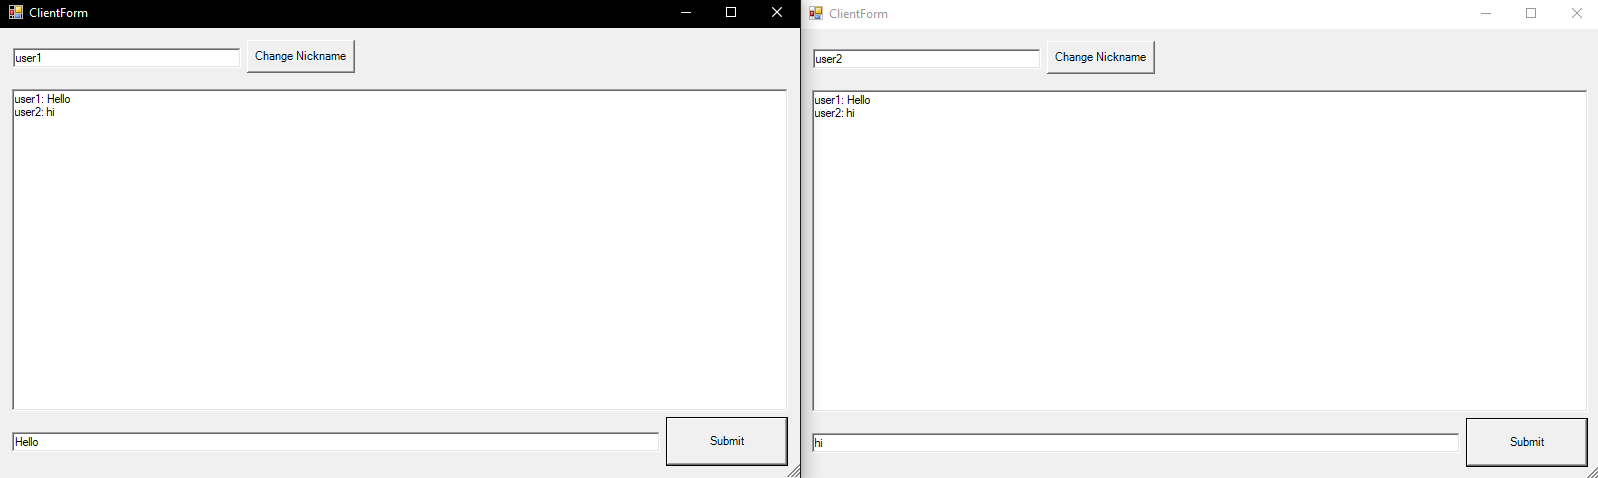 ClientForm
user1
Change Nickname
user1: Hello
user2: hi
Hello
Submit
ClientForm
user2
Change Nickname
user1: Hello
user2: hi
hi
Submit